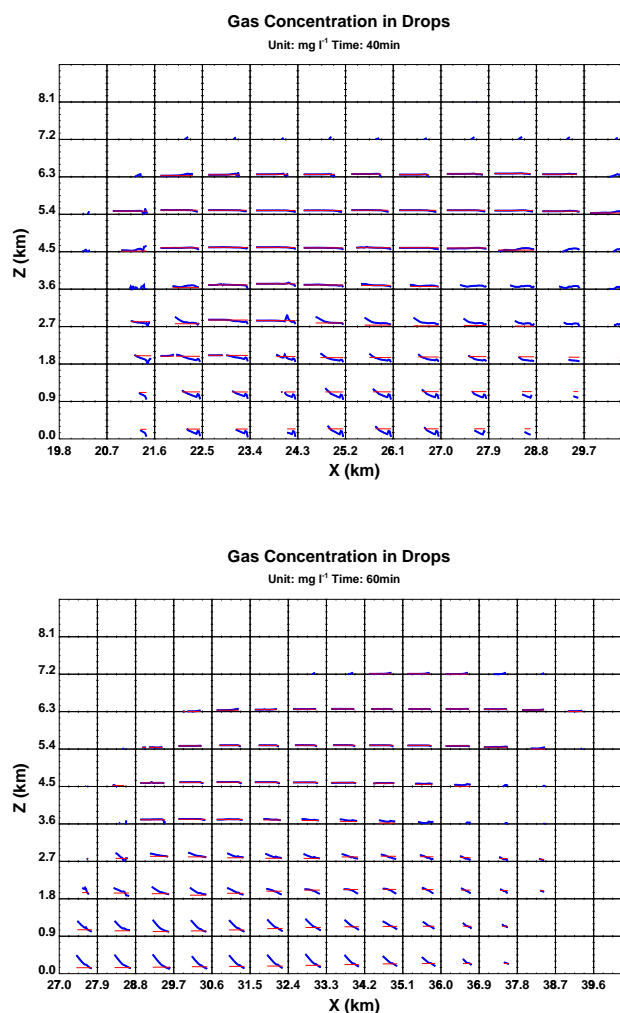 Gas Concentration in Drops
Unit: mg l⁻¹ Time: 40min
8.1
7.2
6.3
5.4
4.5
3.6
2.7
1.8
0.9
0.0
Z (km)
19.8 20.7 21.6 22.5 23.4 24.3 25.2 26.1 27.0 27.9 28.8 29.7
X (km)
Gas Concentration in Drops
Unit: mg l⁻¹ Time: 60min
8.1
7.2
6.3
5.4
4.5
3.6
2.7
1.8
0.9
0.0
Z (km)
27.0 27.9 28.8 29.7 30.6 31.5 32.4 33.3 34.2 35.1 36.0 36.9 37.8 38.7 39.6
X (km)